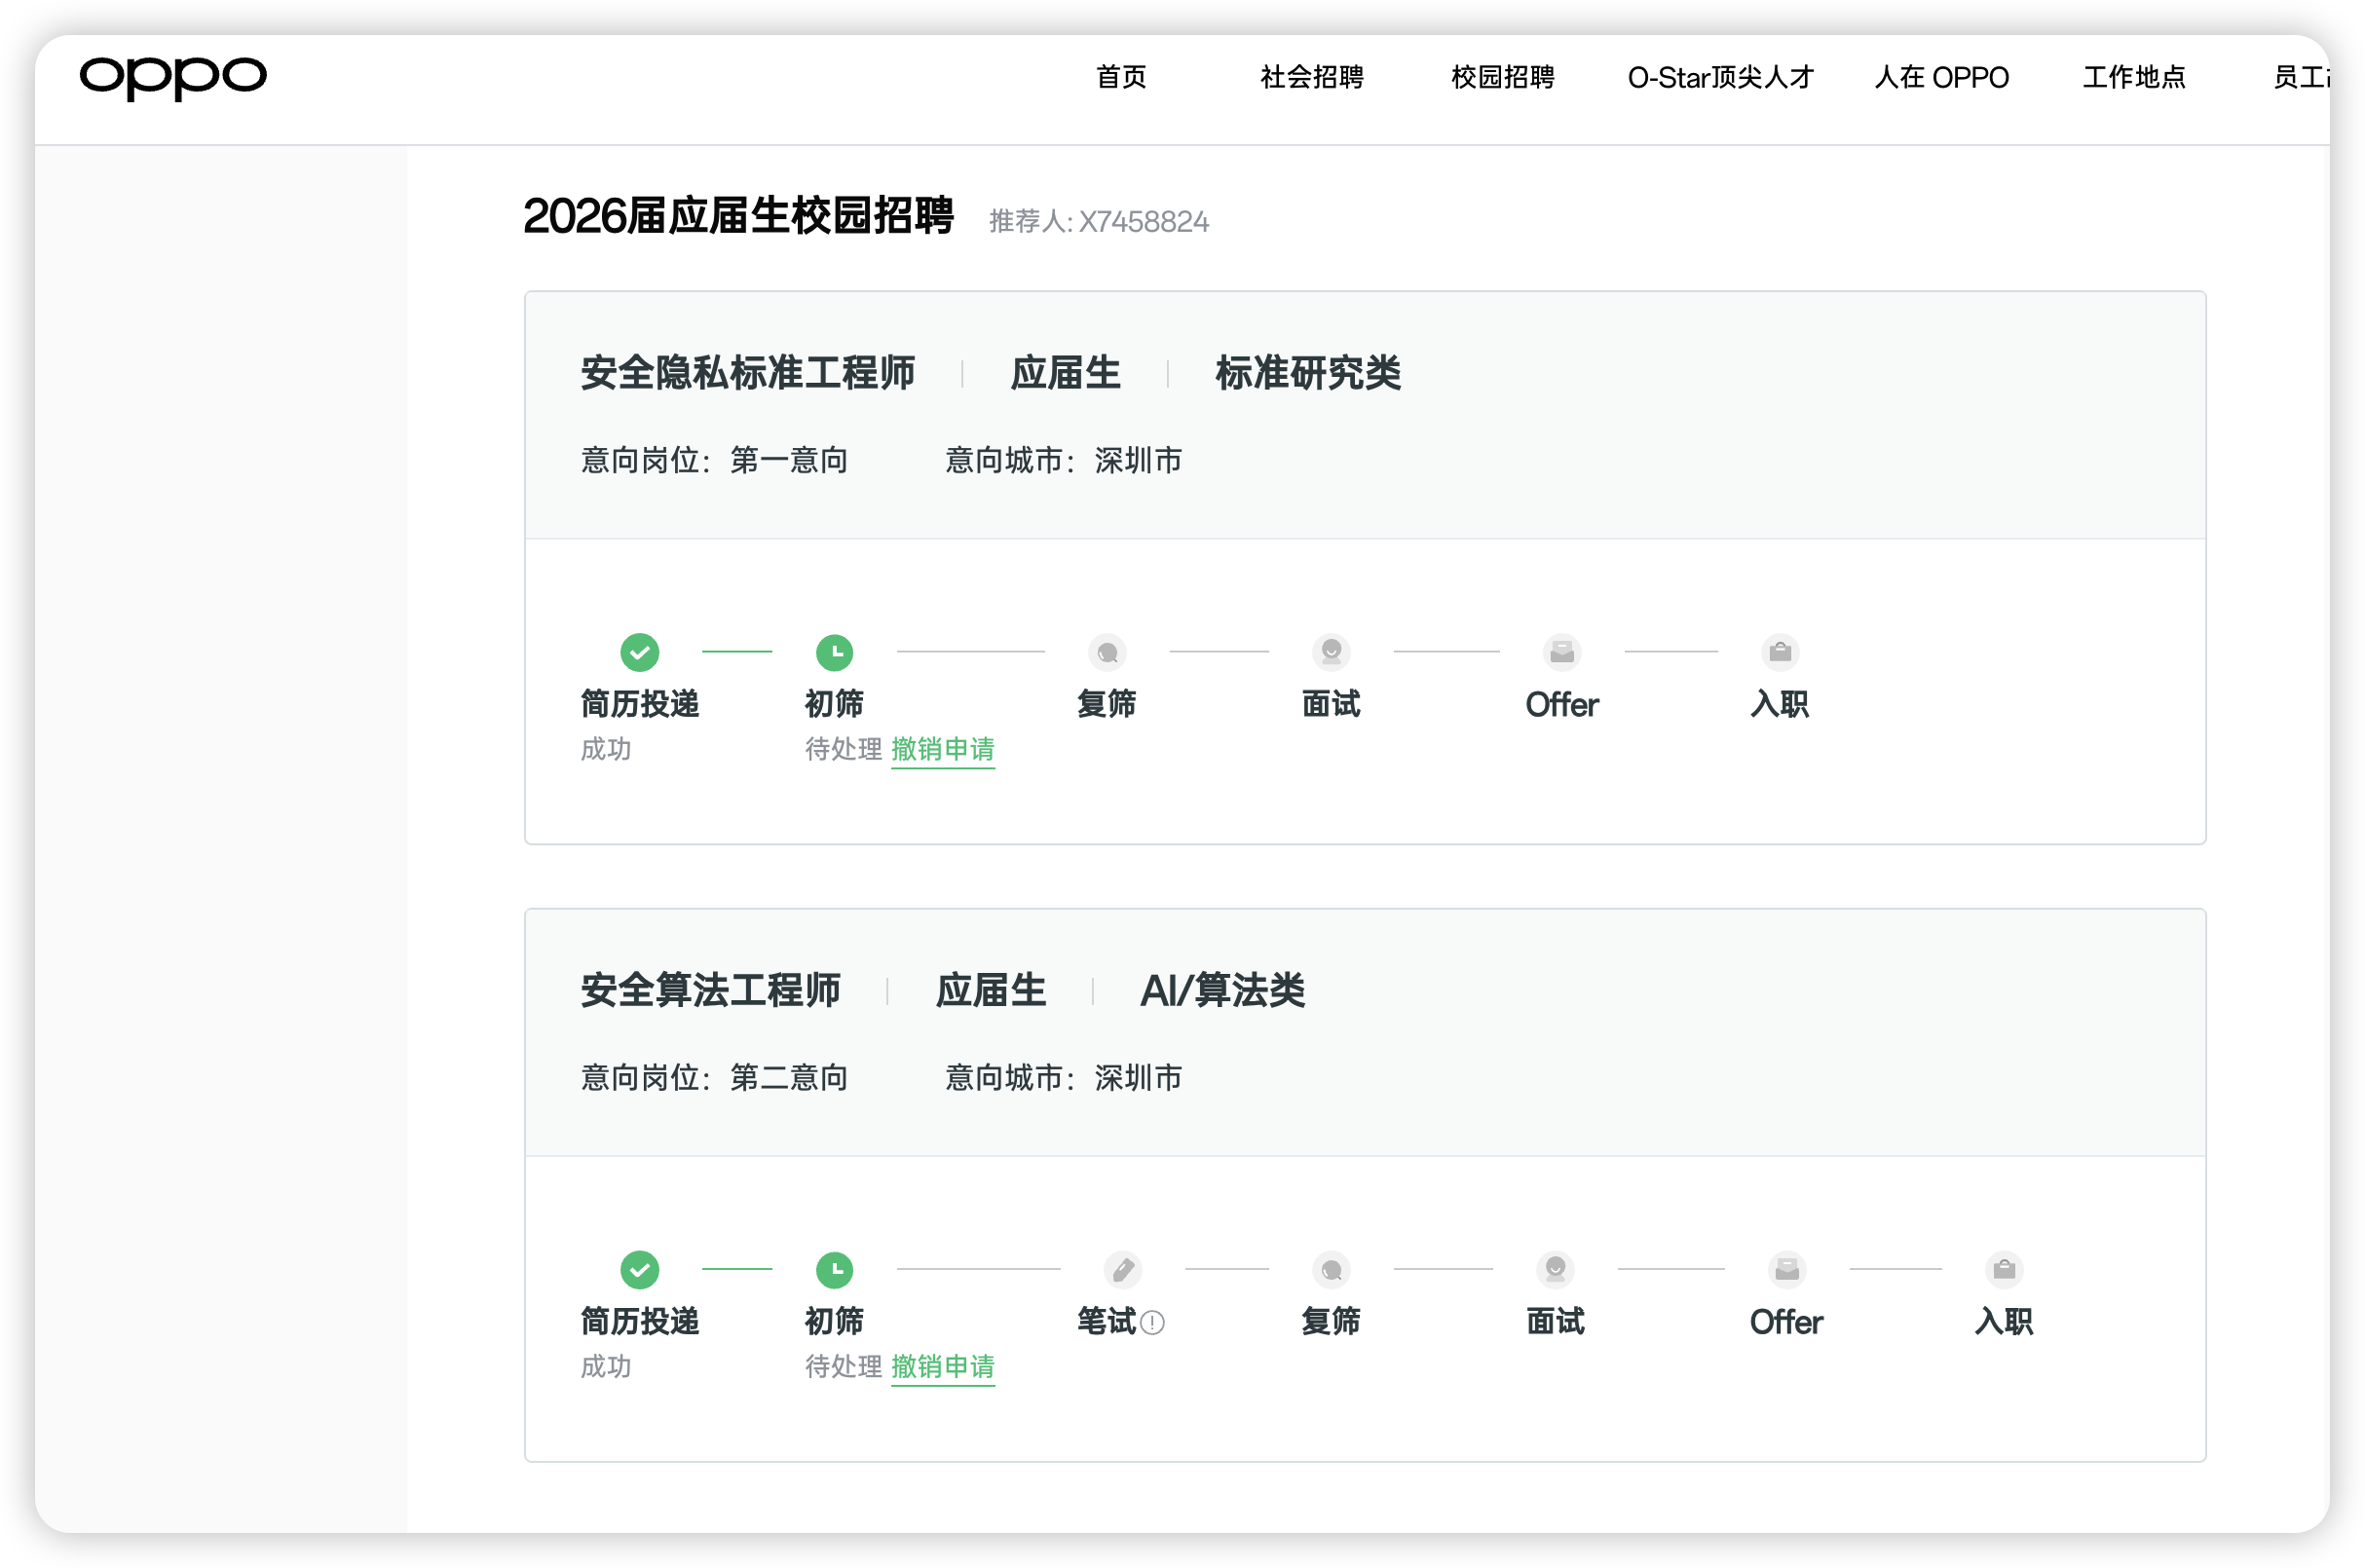 oppo
首页 社会招聘 校园招聘 O-Star顶尖人才 人在 OPPO 工作地点 员工
2026届应届生校园招聘 推荐人: X7458824
安全隐私标准工程师 应届生 标准研究类
意向岗位：第一意向 意向城市：深圳市
简历投递 初筛 复筛 面试 Offer 入职
成功 待处理 撤销申请
安全算法工程师 应届生 AI/算法类
意向岗位：第二意向 意向城市：深圳市
简历投递 初筛 笔试 复筛 面试 Offer 入职
成功 待处理 撤销申请